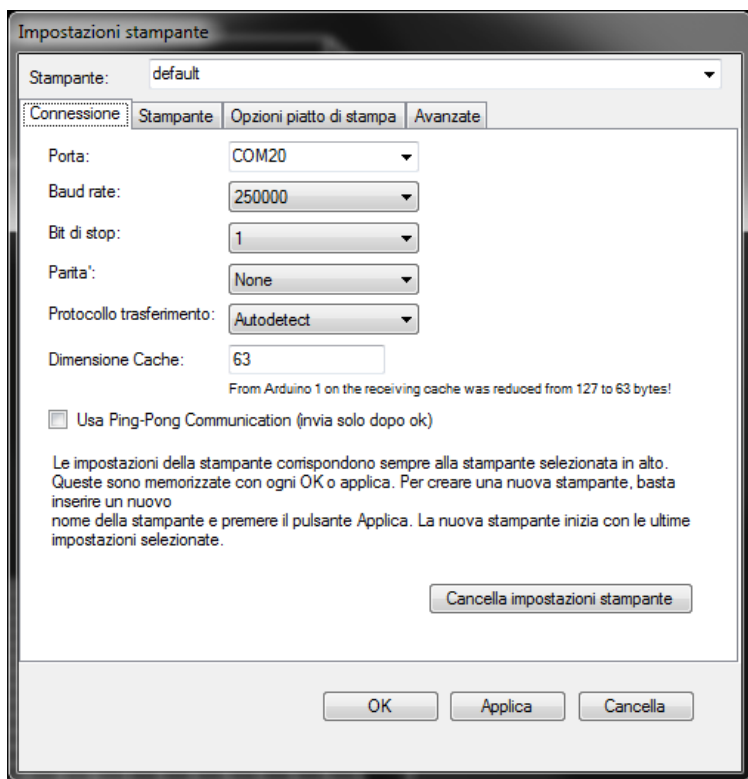 Impostazioni stampante
Stampante: default
Connessione Stampante Opzioni piatto di stampa Avanzate
Porta: COM20
Baud rate: 250000
Bit di stop: 1
Parita': None
Protocollo trasferimento: Autodetect
Dimensione Cache: 63
From Arduino 1 on the receiving cache was reduced from 127 to 63 bytes!
Usa Ping-Pong Communication (invia solo dopo ok)
Le impostazioni della stampante corrispondono sempre alla stampante selezionata in alto.
Queste sono memorizzate con ogni OK o applica. Per creare una nuova stampante, basta
inserire un nuovo
nome della stampante e premere il pulsante Applica. La nuova stampante inizia con le ultime
impostazioni selezionate.
Cancella impostazioni stampante
OK Applica Cancella